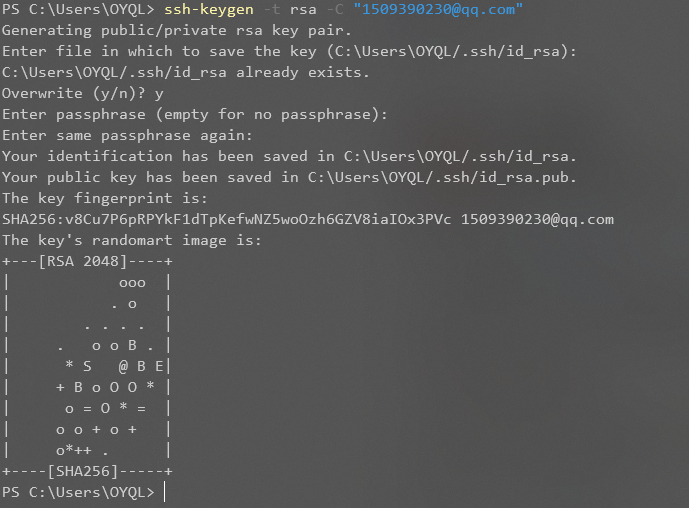 PS C:\Users\OYQL> ssh-keygen -t rsa -C "1509390230@qq.com"
Generating public/private rsa key pair.
Enter file in which to save the key (C:\Users\OYQL/.ssh/id_rsa):
C:\Users\OYQL/.ssh/id_rsa already exists.
Overwrite (y/n)? y
Enter passphrase (empty for no passphrase):
Enter same passphrase again:
Your identification has been saved in C:\Users\OYQL/.ssh/id_rsa.
Your public key has been saved in C:\Users\OYQL/.ssh/id_rsa.pub.
The key fingerprint is:
SHA256:v8Cu7P6pRPYkF1dTpKefwNZ5woOzh6GZV8iaIOx3PVc 1509390230@qq.com
The key's randomart image is:
+---[RSA 2048]----+
|            ooo  |
|           . o   |
|        . . . .  |
|     .   o o B . |
|      * S   @ B E|
|     + B o O O * |
|      o = O * =  |
|     o o + o +   |
|     o*++ .      |
+----[SHA256]-----+
PS C:\Users\OYQL>